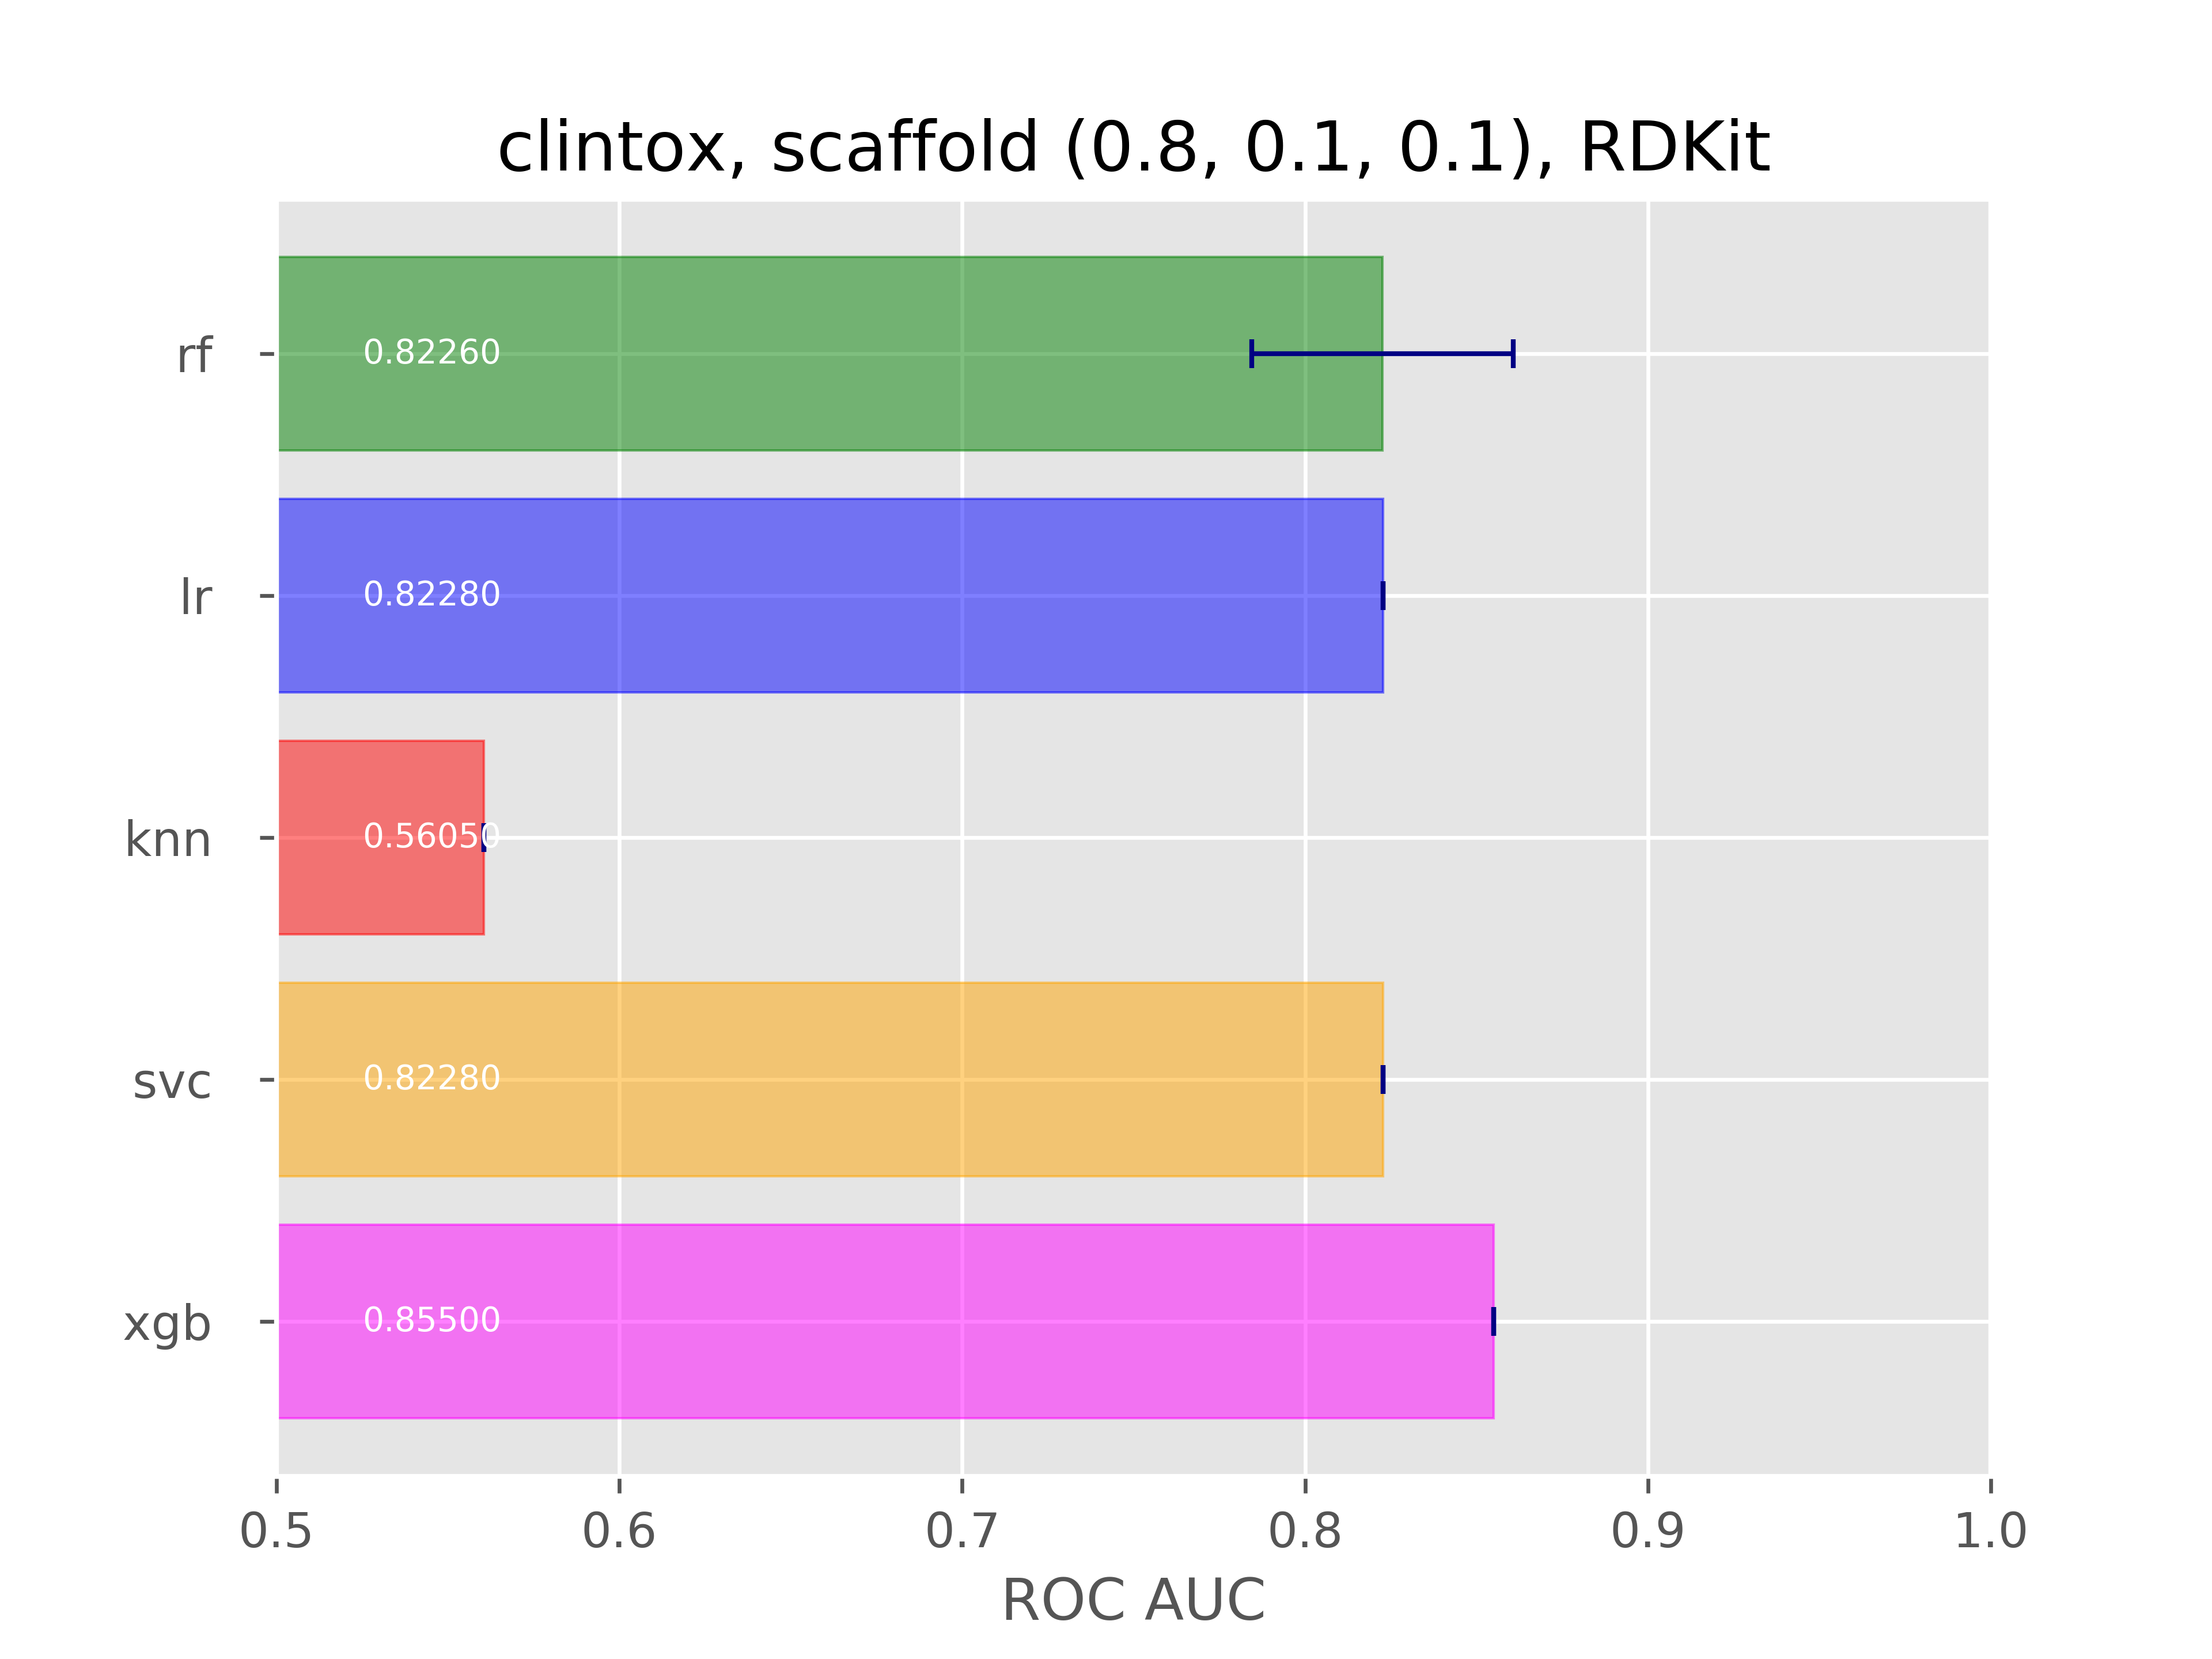 clintox, scaffold (0.8, 0.1, 0.1), RDKit
rf
0.82260
lr
0.82280
knn
0.56050
svc
0.82280
xgb
0.85500
0.5 0.6 0.7 0.8 0.9 1.0
ROC AUC